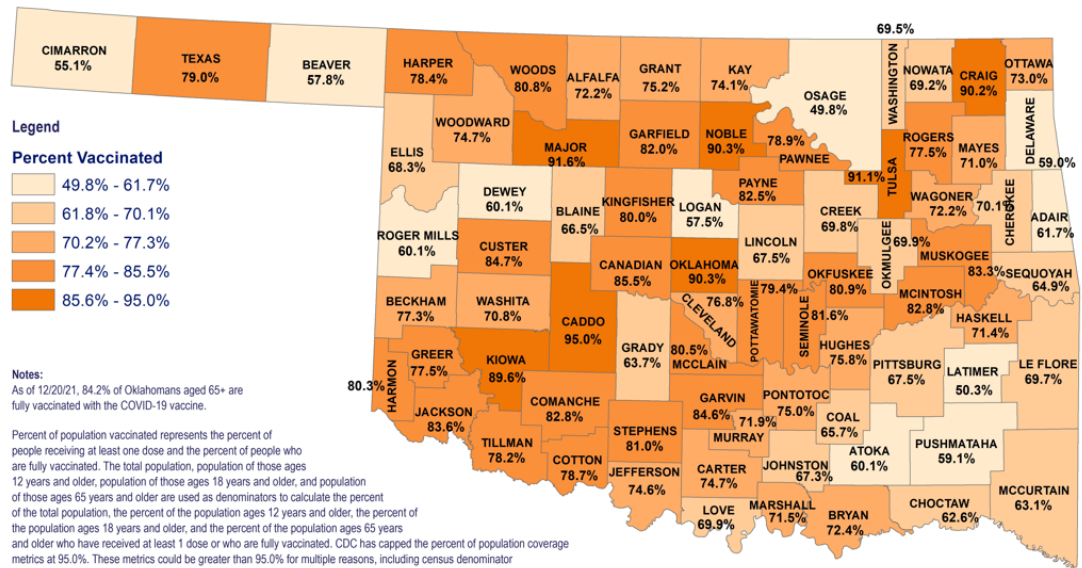 69.5%
CIMARRON
55.1%
TEXAS
79.0%
BEAVER
57.8%
HARPER
78.4%
WOODS
80.8%
ALFALFA
72.2%
GRANT
75.2%
KAY
74.1%
OSAGE
49.8%
WASHINGTON
NOWATA
69.2%
CRAIG
90.2%
OTTAWA
73.0%
WOODWARD
74.7%
MAJOR
91.6%
GARFIELD
82.0%
NOBLE
90.3%
78.9%
PAWNEE
ROGERS
77.5%
MAYES
71.0%
DELAWARE
59.0%
Legend
Percent Vaccinated
49.8% - 61.7%
61.8% - 70.1%
70.2% - 77.3%
77.4% - 85.5%
85.6% - 95.0%
ELLIS
68.3%
DEWEY
60.1%
BLAINE
66.5%
KINGFISHER
80.0%
LOGAN
57.5%
PAYNE
82.5%
91.1%
TULSA
CREEK
69.8%
WAGONER
72.2%
70.1%
CHEROKEE
ADAIR
61.7%
ROGER MILLS
60.1%
CUSTER
84.7%
CANADIAN
85.5%
OKLAHOMA
90.3%
LINCOLN
67.5%
OKMULGEE
69.9%
MUSKOGEE
83.3%
SEQUOYAH
64.9%
BECKHAM
77.3%
WASHITA
70.8%
CADDO
95.0%
GRADY
63.7%
76.8%
CLEVELAND
79.4%
POTTAWATOMIE
SEMINOLE
81.6%
OKFUSKEE
80.9%
MCINTOSH
82.8%
HASKELL
71.4%
80.5%
MCCLAIN
HUGHES
75.8%
PITTSBURG
67.5%
LATIMER
50.3%
LE FLORE
69.7%
80.3%
HARMON
GREER
77.5%
KIOWA
89.6%
JACKSON
83.6%
COMANCHE
82.8%
TILLMAN
78.2%
COTTON
78.7%
STEPHENS
81.0%
GARVIN
84.6%
71.9%
MURRAY
PONTOTOC
75.0%
COAL
65.7%
ATOKA
60.1%
PUSHMATAHA
59.1%
JEFFERSON
74.6%
CARTER
74.7%
JOHNSTON
67.3%
LOVE
69.9%
MARSHALL
71.5%
BRYAN
72.4%
CHOCTAW
62.6%
MCCURTAIN
63.1%
Notes:
As of 12/20/21, 84.2% of Oklahomans aged 65+ are
fully vaccinated with the COVID-19 vaccine.
Percent of population vaccinated represents the percent of
people receiving at least one dose and the percent of people who
are fully vaccinated. The total population, population of those ages
12 years and older, population of those ages 18 years and older, and population
of those ages 65 years and older are used as denominators to calculate the percent
of the total population, the percent of the population ages 12 years and older, the percent of
the population ages 18 years and older, and the percent of the population ages 65 years
and older who have received at least 1 dose or who are fully vaccinated. CDC has capped the percent of population coverage
metrics at 95.0%. These metrics could be greater than 95.0% for multiple reasons, including census denominator